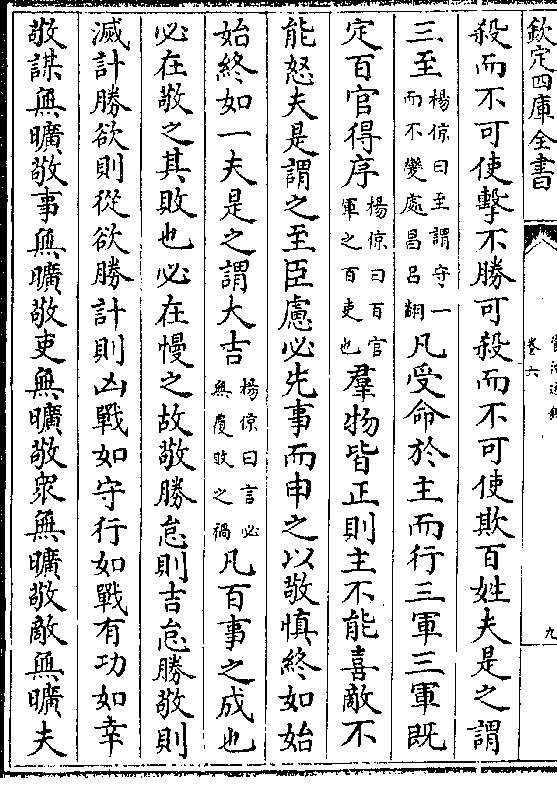 欽定四庫全書
卷六
九
殺而不可使擊不勝可殺而不可使欺百姓夫是之謂
三至楊倞曰至謂守一而不變處昌呂翻凡受命於主而行三軍三軍既
定百官得序楊倞曰百官軍之百吏也羣物皆正則主不能喜敵不
能怒夫是謂之至臣慮必先事而申之以敬慎終如始
始終如一夫是之謂大吉楊倞曰言必無覆敗之禍凡百事之成也
必在敬之其敗也必在慢之故敬勝怠則吉怠勝敬則
滅計勝欲則從欲勝計則凶戰如守行如戰有功如幸
敬謀無曠敬事無曠敬吏無曠敬衆無曠敬敵無曠夫